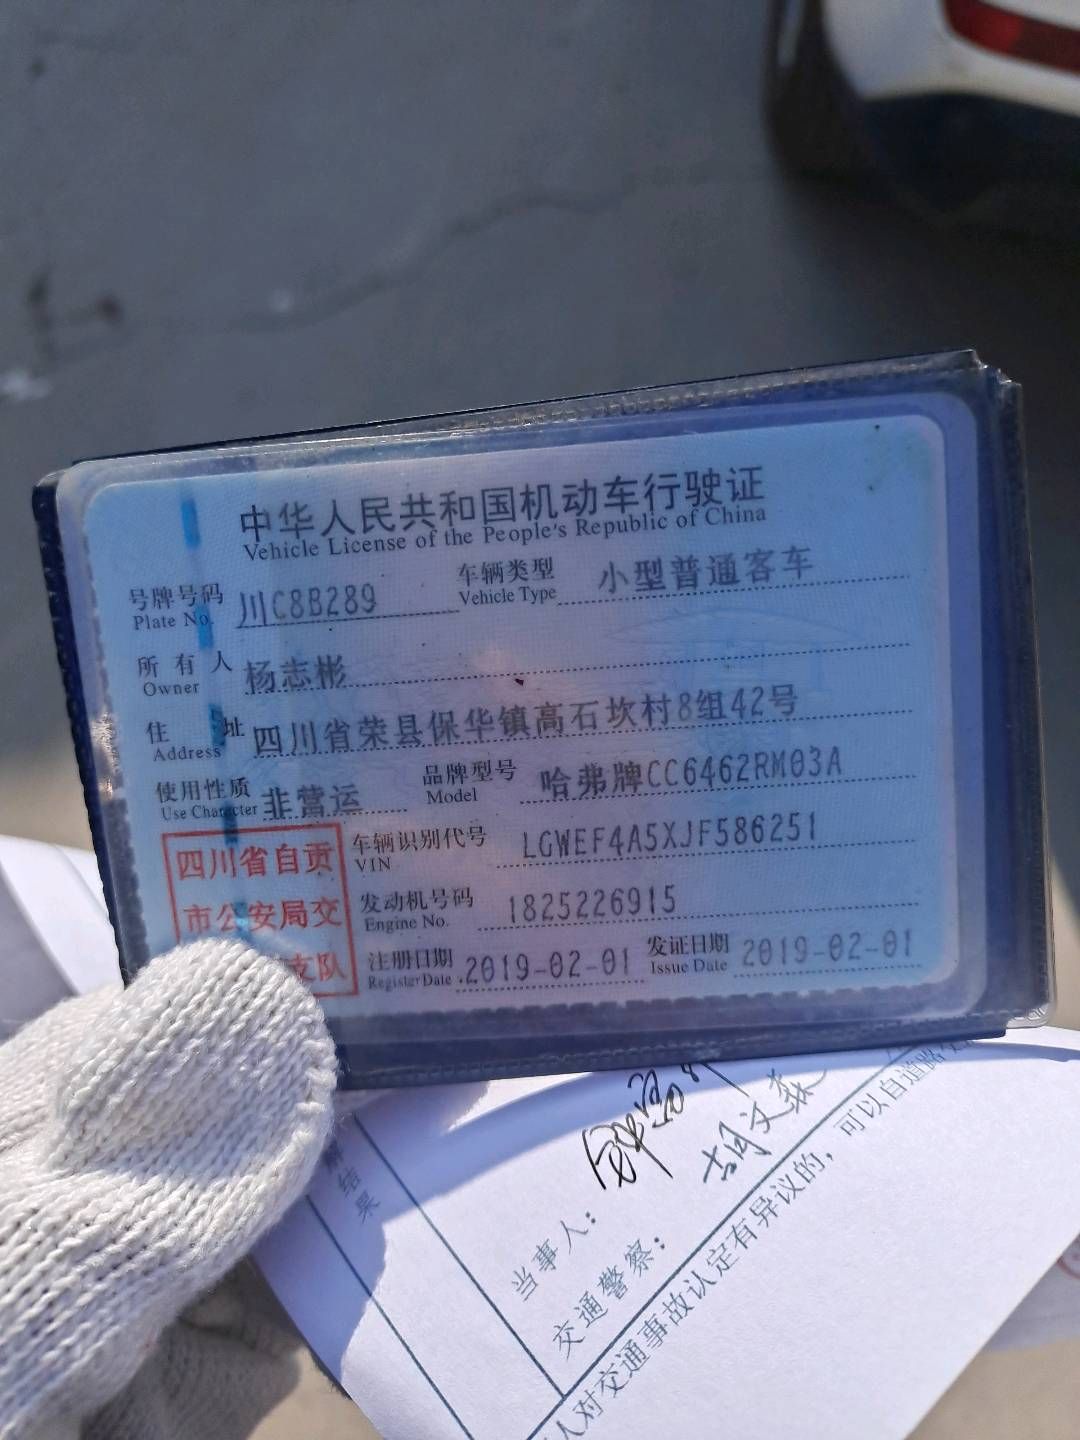 中华人民共和国机动车行驶证
Vehicle License of the People's Republic of China
号牌号码 川C8B289 车辆类型 小型普通客车
Plate No. Vehicle Type
所有人 杨志彬
Owner
住址 四川省荣县保华镇高石坎村8组42号
Address
使用性质 非营运 品牌型号 哈弗牌CC6462RM03A
Use Character Model
四川省自贡
市公安局交
支队
车辆识别代号 LGWEF4A5XJF586251
VIN
发动机号码 1825226915
Engine No.
注册日期 2019-02-01 发证日期 2019-02-01
Register Date Issue Date
结果
当事人：
交通警察： 胡文森
人对交通事故认定有异议的，可以自道路